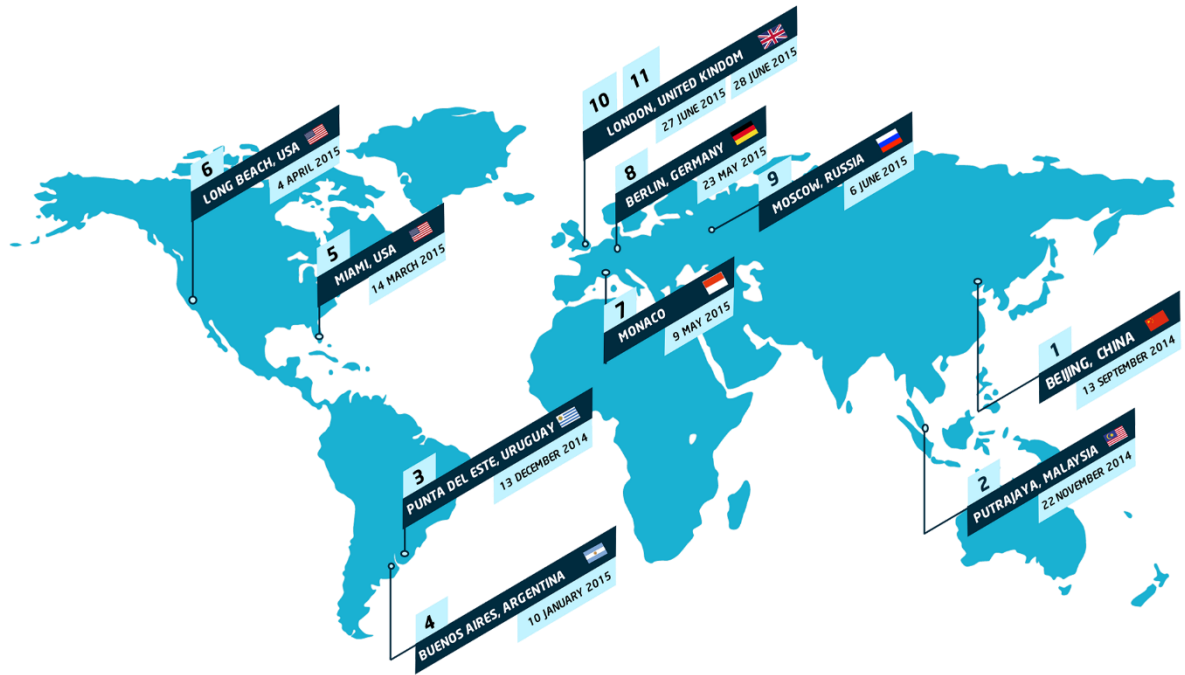 10
11
LONDON, UNITED KINDOM
27 JUNE 2015
28 JUNE 2015
6
LONG BEACH, USA
4 APRIL 2015
8
BERLIN, GERMANY
23 MAY 2015
9
MOSCOW, RUSSIA
6 JUNE 2015
5
MIAMI, USA
14 MARCH 2015
7
MONACO
9 MAY 2015
1
BEIJING, CHINA
13 SEPTEMBER 2014
3
PUNTA DEL ESTE, URUGUAY
13 DECEMBER 2014
2
PUTRAJAYA, MALAYSIA
22 NOVEMBER 2014
4
BUENOS AIRES, ARGENTINA
10 JANUARY 2015